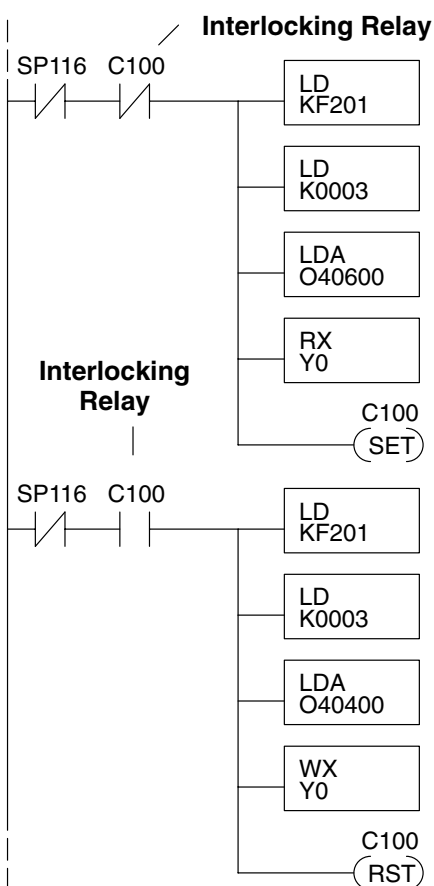 Interlocking Relay
SP116 C100
LD
KF201
LD
K0003
LDA
O40600
RX
Y0
C100
SET
Interlocking
Relay
SP116 C100
LD
KF201
LD
K0003
LDA
O40400
WX
Y0
C100
RST